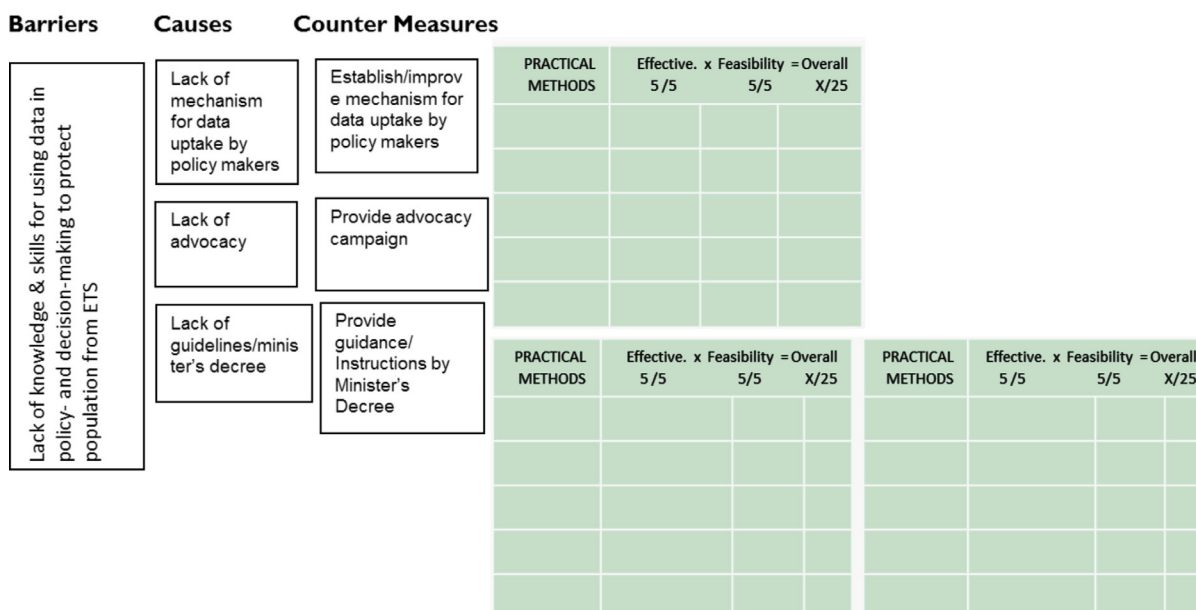 Barriers Causes Counter Measures
Lack of knowledge & skills for using data in
policy- and decision-making to protect
population from ETS
Lack of
mechanism
for data
uptake by
policy makers
Establish/improv
e mechanism for
data uptake by
policy makers
Lack of
advocacy
Provide advocacy
campaign
Lack of
guidelines/minis
ter's decree
Provide
guidance/
Instructions by
Minister's
Decree
PRACTICAL Effective. x Feasibility = Overall
METHODS 5 /5 5/5 X/25
PRACTICAL Effective. x Feasibility = Overall
METHODS 5 /5 5/5 X/25
PRACTICAL Effective. x Feasibility = Overall
METHODS 5 /5 5/5 X/25